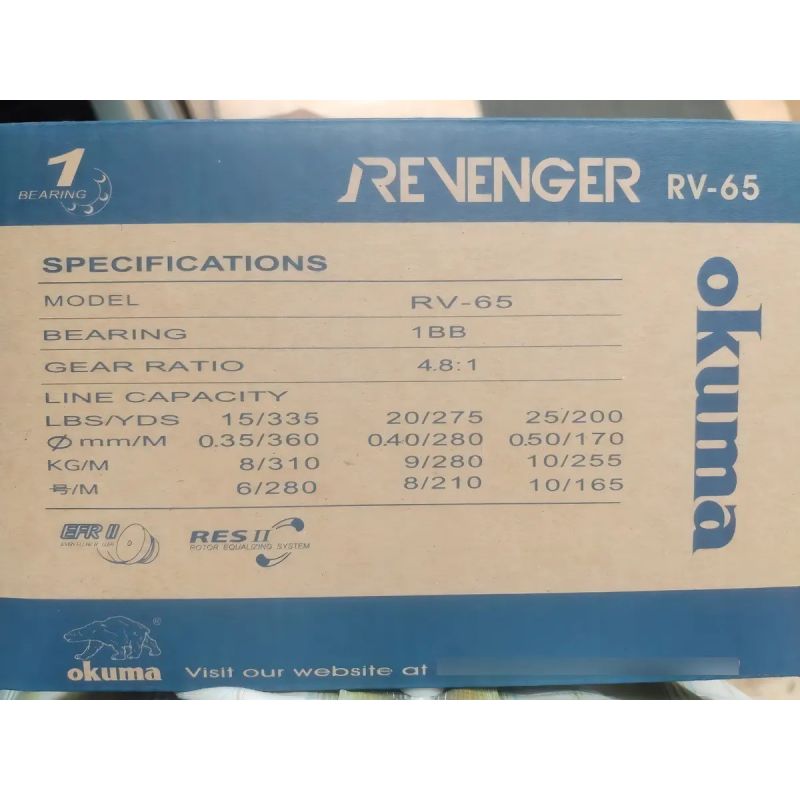 1
BEARING
REVENGER RV-65
okuma
SPECIFICATIONS
MODEL RV-65
BEARING 1BB
GEAR RATIO 4.8:1
LINE CAPACITY
LBS/YDS 15/335 20/275 25/200
Ømm/M 0.35/360 0.40/280 0.50/170
KG/M 8/310 9/280 10/255
号/M 6/280 8/210 10/165
EFR II
RES II
ROTOR EQUALIZING SYSTEM
®
okuma Visit our website at